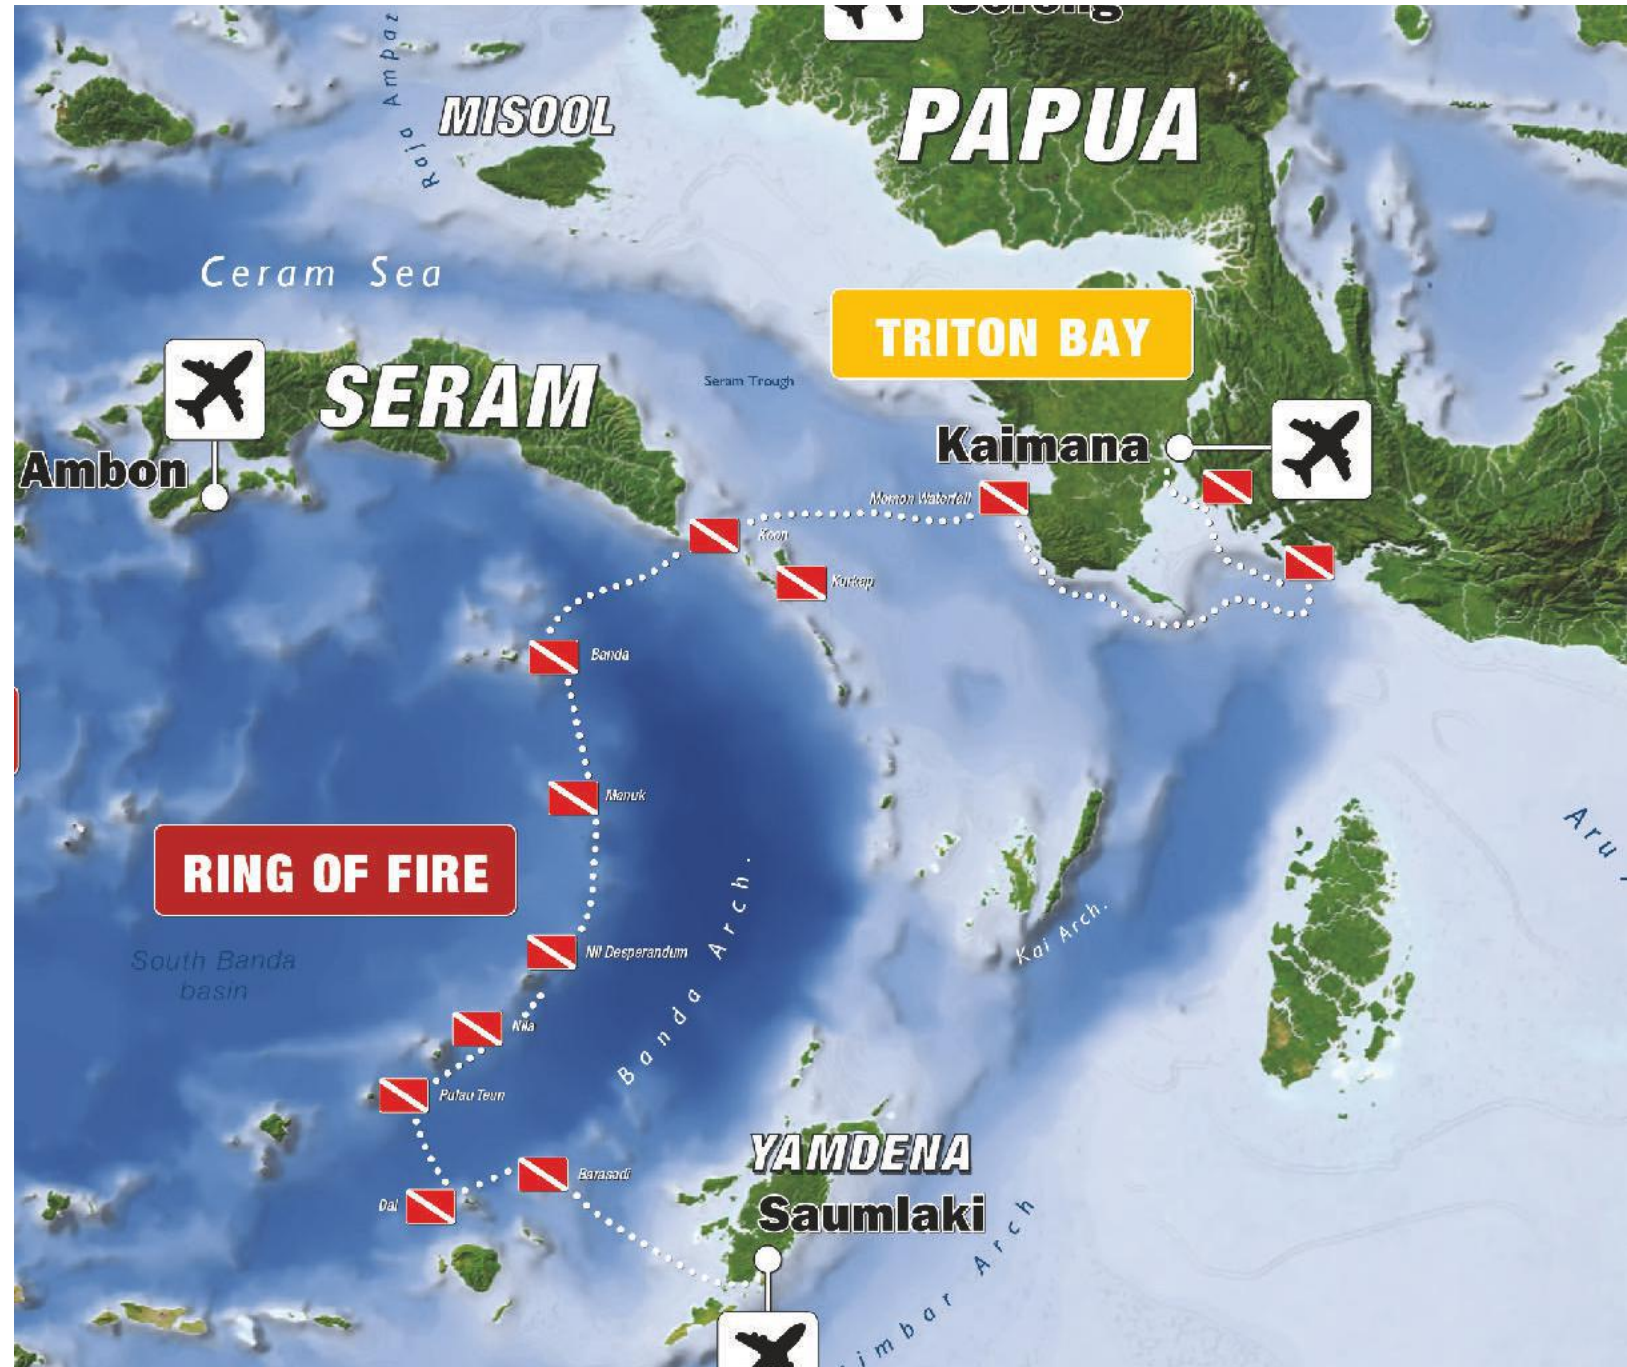 Sorong
Raja Ampat
MISOOL
PAPUA
Ceram Sea
TRITON BAY
SERAM
Seram Trough
Kaimana
Ambon
Momon Waterfall
Koon
Banda
Manuk
Aru
RING OF FIRE
Banda Arch.
Kai Arch.
Nil Desperandum
South Banda
basin
Nila
Pulau Teun
YAMDENA
Barasadi
Dai
Saumlaki
imbar Arch